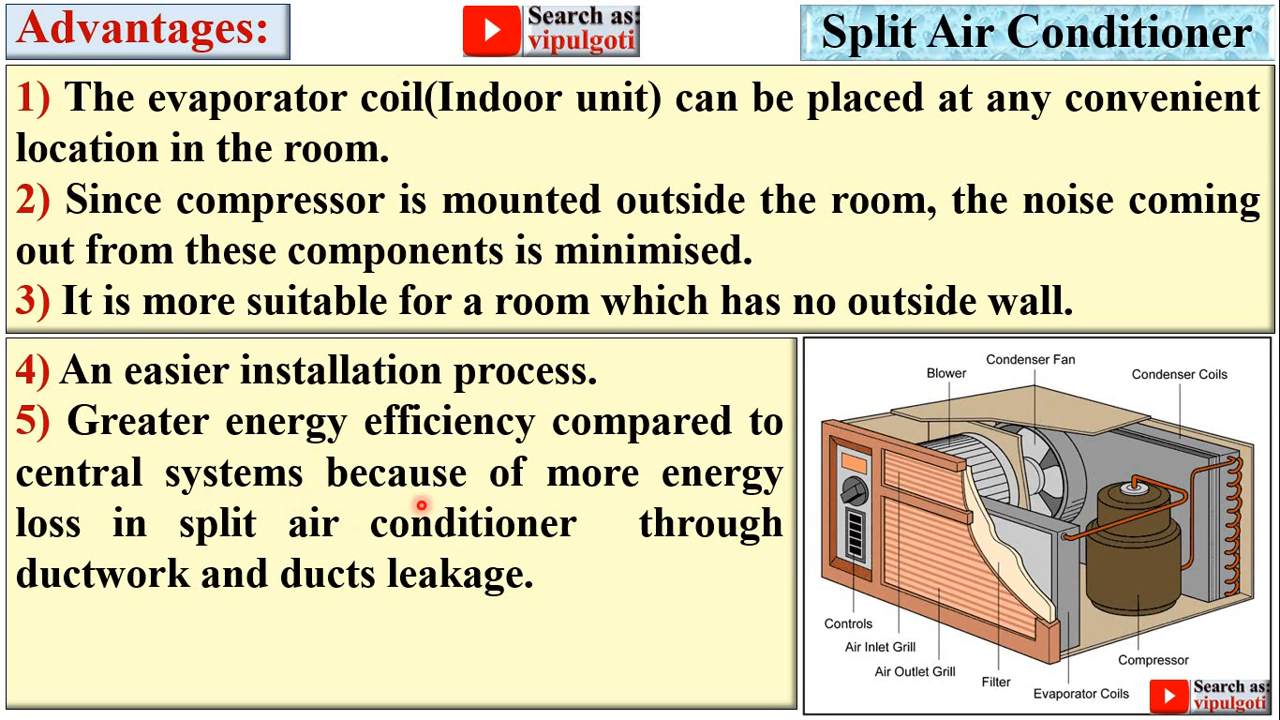 Advantages:
Search as:
vipulgoti
Split Air Conditioner
1) The evaporator coil(Indoor unit) can be placed at any convenient
location in the room.
2) Since compressor is mounted outside the room, the noise coming
out from these components is minimised.
3) It is more suitable for a room which has no outside wall.
4) An easier installation process.
5) Greater energy efficiency compared to
central systems because of more energy
loss in split air conditioner through
ductwork and ducts leakage.
Condenser Fan
Blower
Condenser Coils
Controls
Air Inlet Grill
Air Outlet Grill
Filter
Evaporator Coils
Compressor
Search as:
vipulgoti